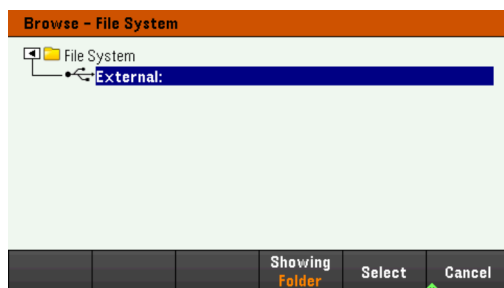 Browse – File System
File System
External:
Showing
Folder
Select
Cancel